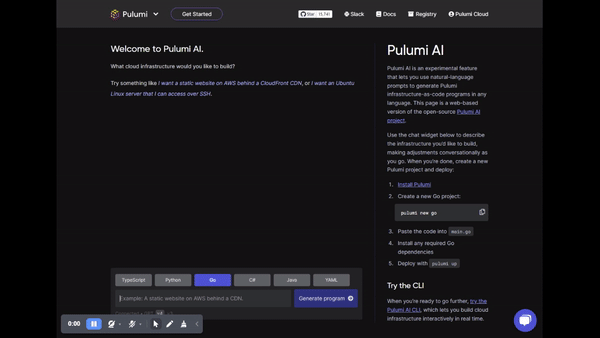 Pulumi
Get Started
Star
Slack
Docs
Registry
Pulumi Cloud
Welcome to Pulumi AI.
What cloud infrastructure would you like to build?
Try something like I want a static website on AWS behind a CloudFront CDN, or I want an Ubuntu
Linux server that I can access over SSH.
Pulumi AI
Pulumi AI is an experimental feature
that lets you use natural-language
prompts to generate Pulumi
infrastructure-as-code programs in any
language. This page is a web-based
version of the open-source Pulumi AI
project.
Use the chat widget below to describe
the infrastructure you'd like to build,
making adjustments conversationally as
you go. When you're done, create a new
Pulumi project and deploy:
1. Install Pulumi
2. Create a new Go project:
pulumi new go
3. Paste the code into main.go
4. Install any required Go
dependencies
5. Deploy with pulumi up
Try the CLI
When you're ready to go further, try the
Pulumi AI CLI, which lets you build cloud
infrastructure interactively in real time.
TypeScript
Python
Go
C#
Java
YAML
Example: A static website on AWS behind a CDN.
Generate program
0:00